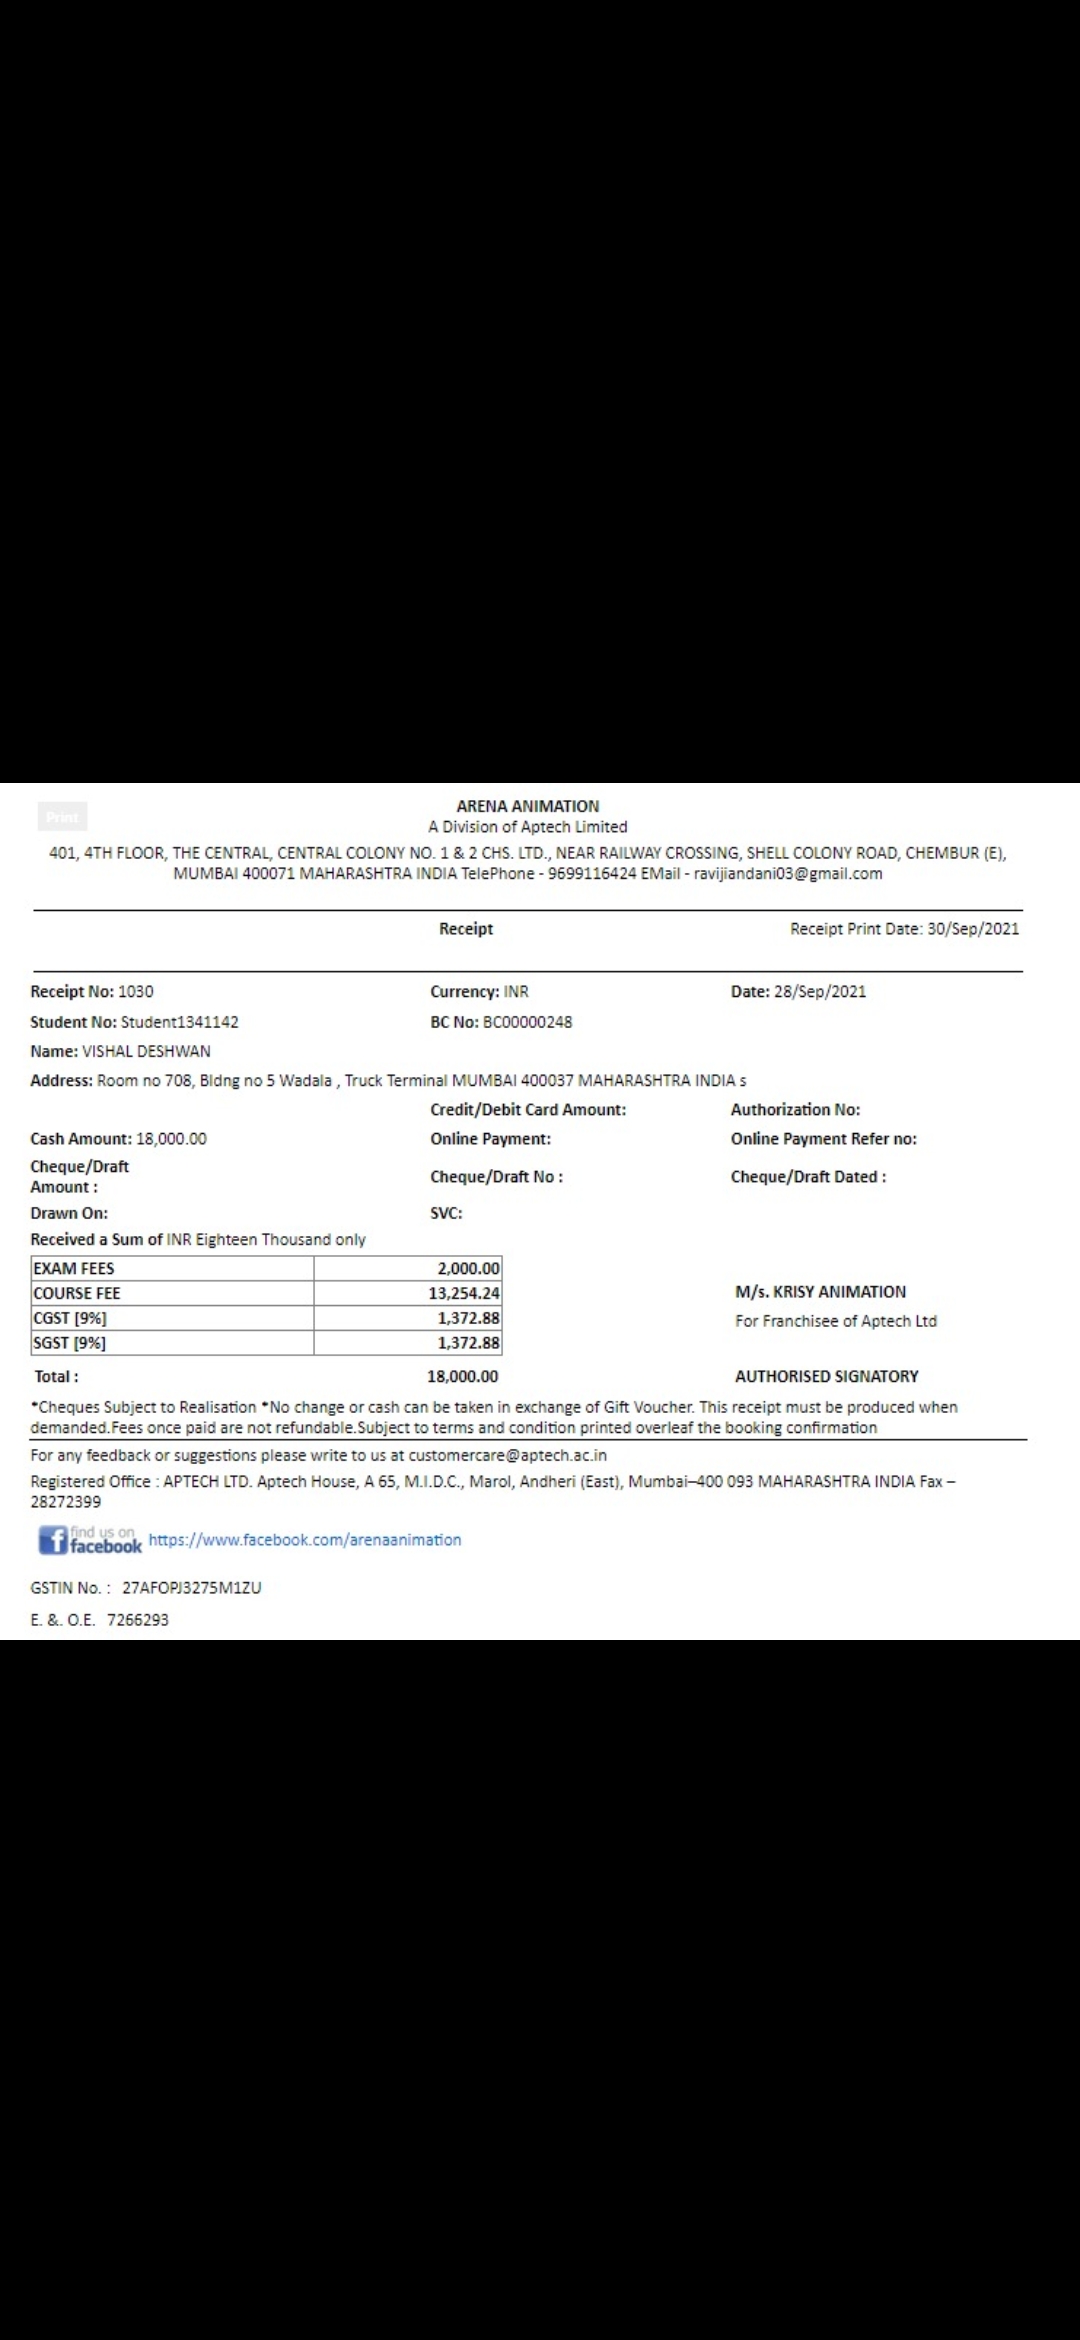 Print
ARENA ANIMATION
A Division of Aptech Limited
401, 4TH FLOOR, THE CENTRAL, CENTRAL COLONY NO. 1 & 2 CHS. LTD., NEAR RAILWAY CROSSING, SHELL COLONY ROAD, CHEMBUR (E),
MUMBAI 400071 MAHARASHTRA INDIA TelePhone - 9699116424 EMail - ravijiandani03@gmail.com
Receipt Receipt Print Date: 30/Sep/2021
Receipt No: 1030 Currency: INR Date: 28/Sep/2021
Student No: Student1341142 BC No: BC00000248
Name: VISHAL DESHWAN
Address: Room no 708, Bldng no 5 Wadala , Truck Terminal MUMBAI 400037 MAHARASHTRA INDIA s
Credit/Debit Card Amount: Authorization No:
Cash Amount: 18,000.00 Online Payment: Online Payment Refer no:
Cheque/Draft
Amount : Cheque/Draft No : Cheque/Draft Dated :
Drawn On: SVC:
Received a Sum of INR Eighteen Thousand only
EXAM FEES 2,000.00
COURSE FEE 13,254.24 M/s. KRISY ANIMATION
CGST [9%] 1,372.88 For Franchisee of Aptech Ltd
SGST [9%] 1,372.88
Total : 18,000.00 AUTHORISED SIGNATORY
*Cheques Subject to Realisation *No change or cash can be taken in exchange of Gift Voucher. This receipt must be produced when
demanded.Fees once paid are not refundable.Subject to terms and condition printed overleaf the booking confirmation
For any feedback or suggestions please write to us at customercare@aptech.ac.in
Registered Office : APTECH LTD. Aptech House, A 65, M.I.D.C., Marol, Andheri (East), Mumbai–400 093 MAHARASHTRA INDIA Fax –
28272399
find us on
facebook https://www.facebook.com/arenaanimation
GSTIN No. : 27AFOPJ3275M1ZU
E. &. O.E. 7266293